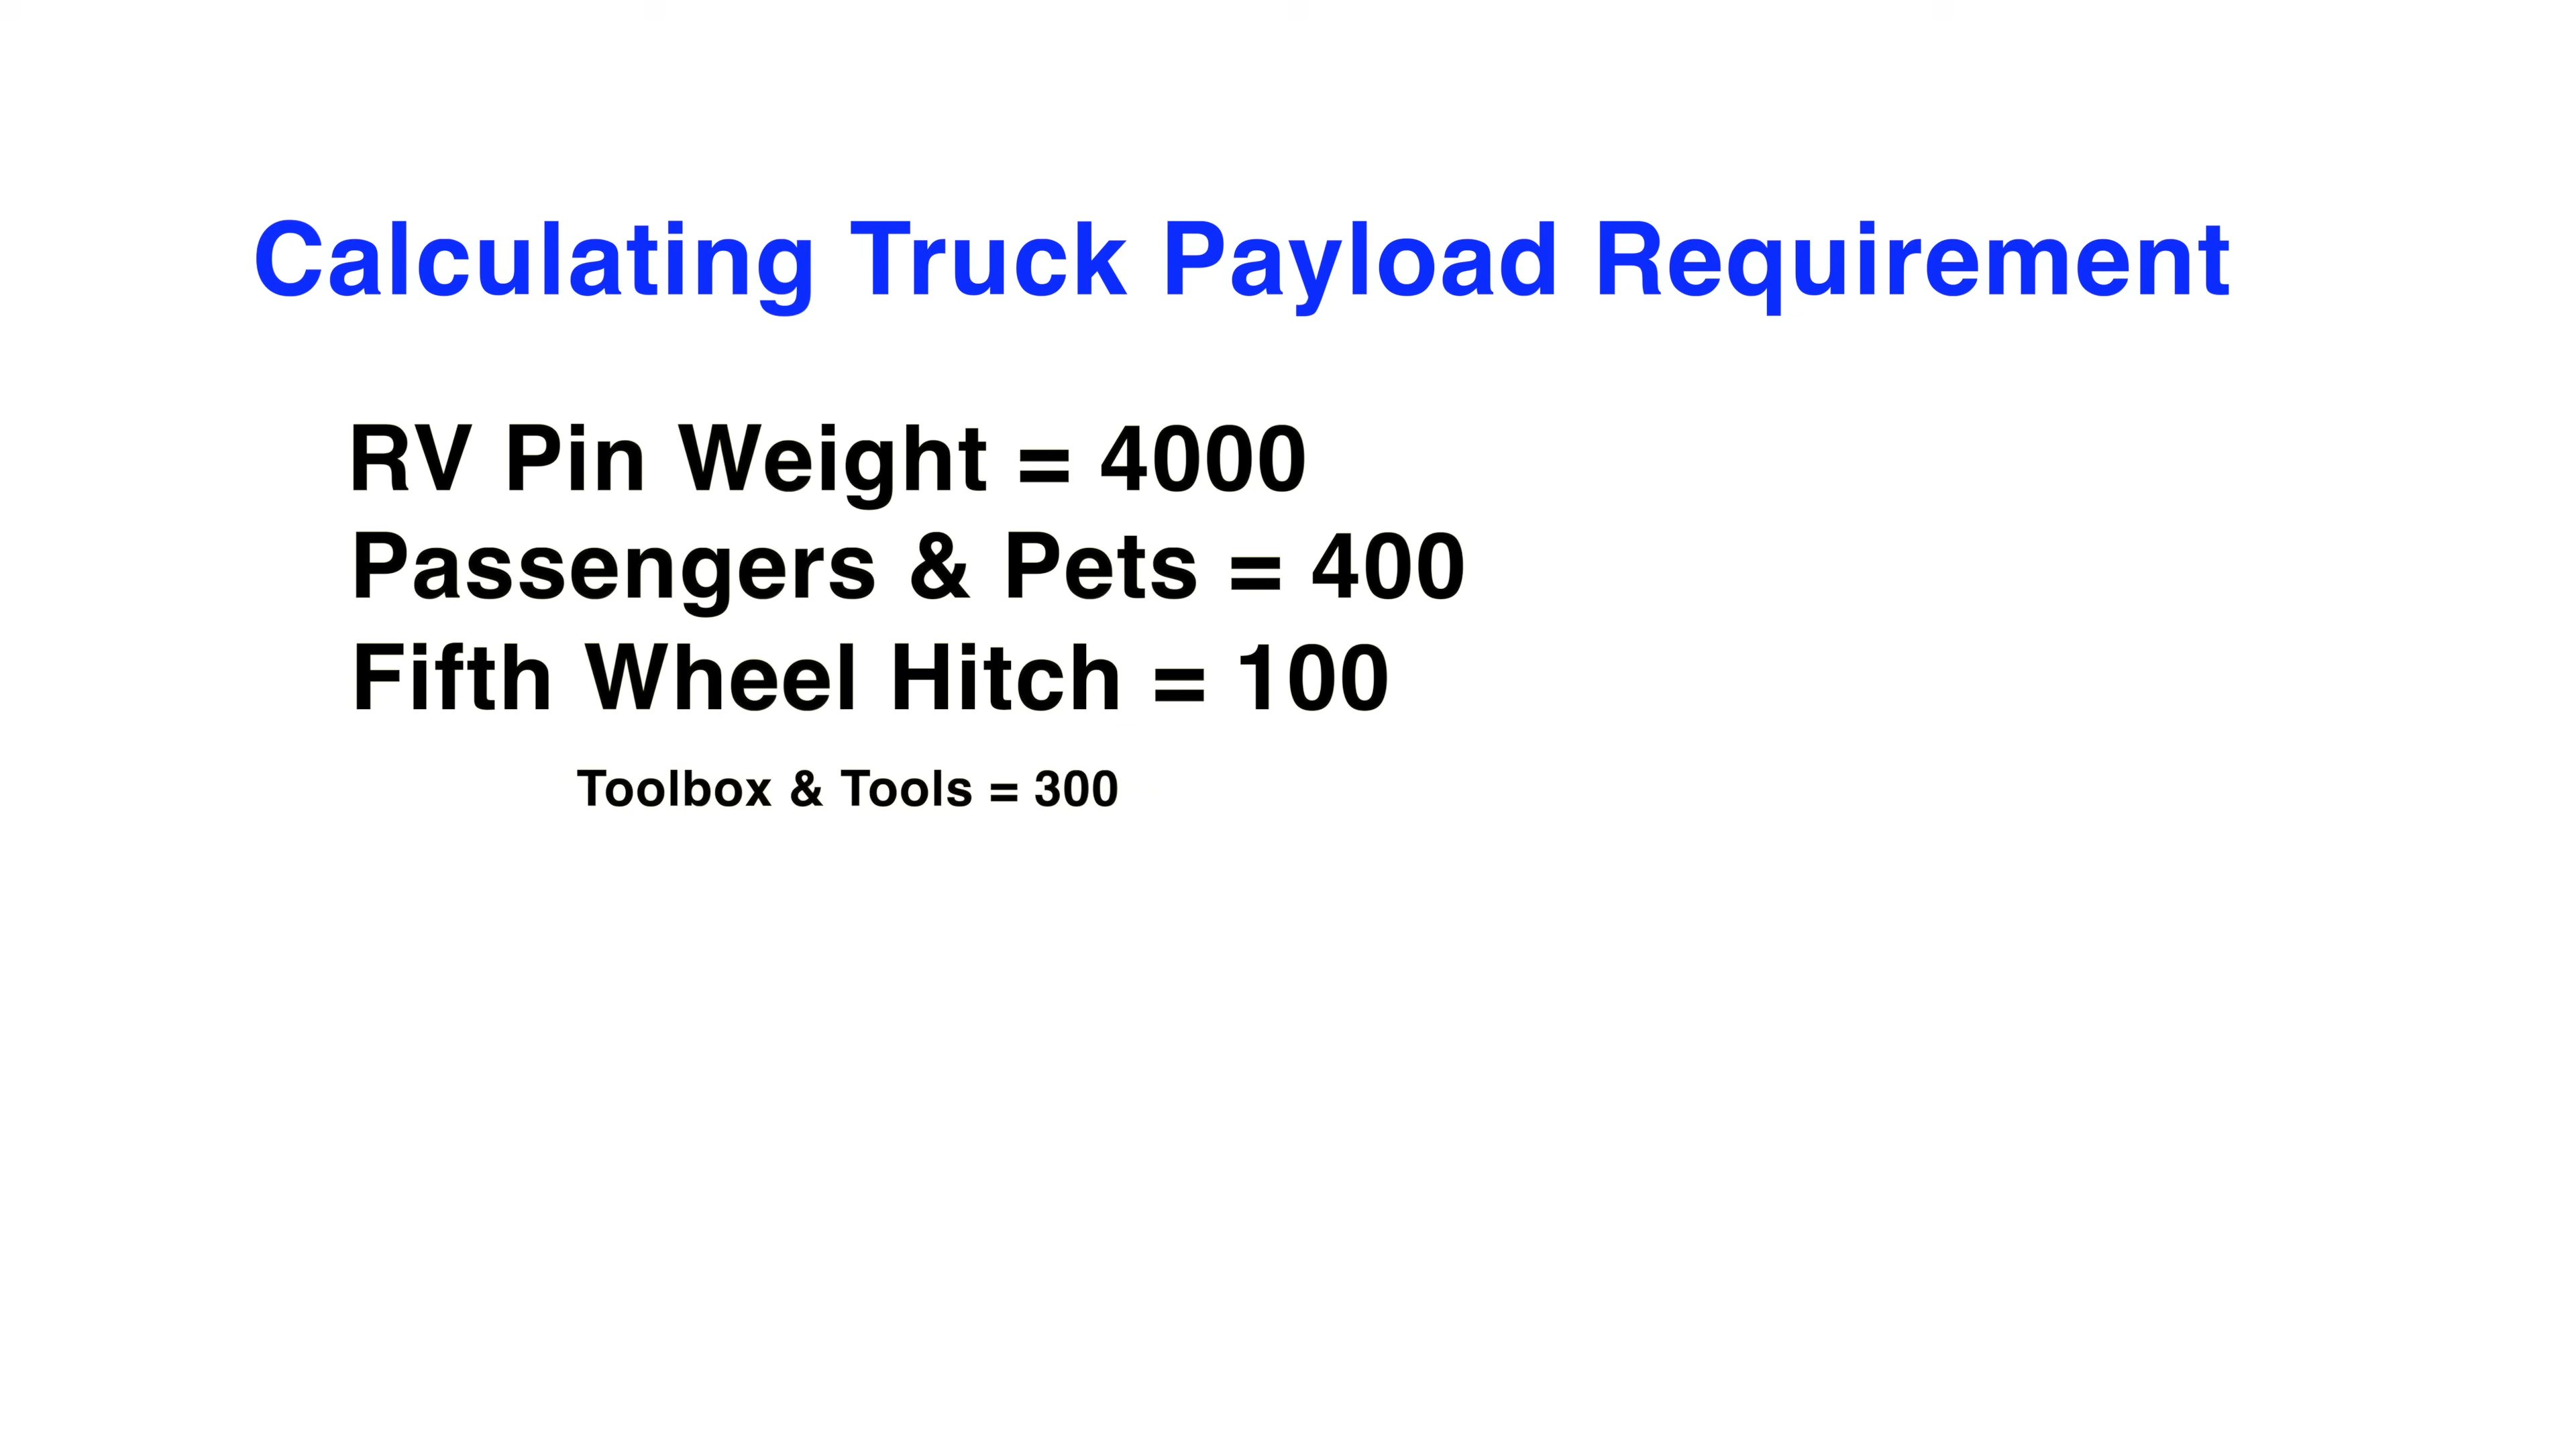 Calculating Truck Payload Requirement
RV Pin Weight = 4000
Passengers & Pets = 400
Fifth Wheel Hitch = 100
Toolbox & Tools = 300